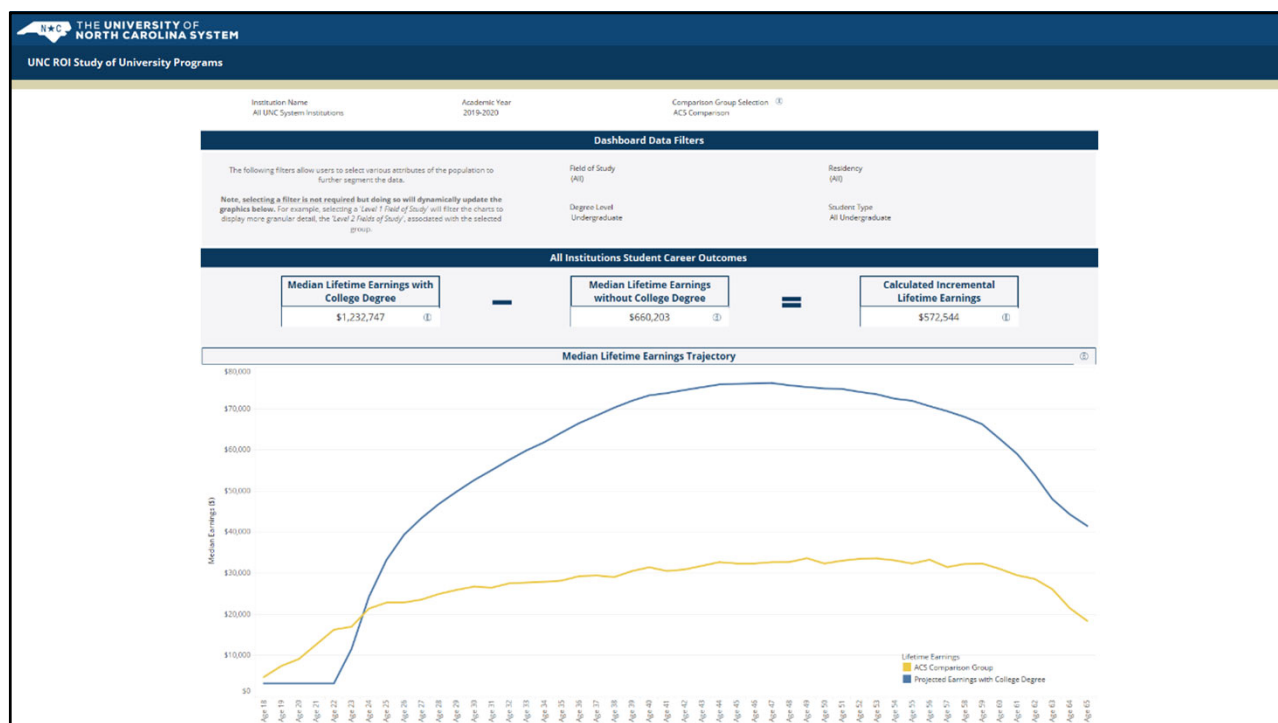 N★C
THE UNIVERSITY OF
NORTH CAROLINA SYSTEM
UNC ROI Study of University Programs
Institution Name
All UNC System Institutions
Academic Year
2019-2020
Comparison Group Selection
ACS Comparison
Dashboard Data Filters
The following filters allow users to select various attributes of the population to
further segment the data.
Note, selecting a filter is not required but doing so will dynamically update the
graphics below. For example, selecting a 'Level 1 Field of Study' will filter the charts to
display more granular detail, the 'Level 2 Fields of Study', associated with the selected
group.
Field of Study
(All)
Residency
(All)
Degree Level
Undergraduate
Student Type
All Undergraduate
All Institutions Student Career Outcomes
Median Lifetime Earnings with
College Degree
$1,232,747
Median Lifetime Earnings
without College Degree
$660,203
Calculated Incremental
Lifetime Earnings
$572,544
Median Lifetime Earnings Trajectory
Median Earnings ($)
$80,000
$70,000
$60,000
$50,000
$40,000
$30,000
$20,000
$10,000
$0
Lifetime Earnings
ACS Comparison Group
Projected Earnings with College Degree
Age 18
Age 19
Age 20
Age 21
Age 22
Age 23
Age 24
Age 25
Age 26
Age 27
Age 28
Age 29
Age 30
Age 31
Age 32
Age 33
Age 34
Age 35
Age 36
Age 37
Age 38
Age 39
Age 40
Age 41
Age 42
Age 43
Age 44
Age 45
Age 46
Age 47
Age 48
Age 49
Age 50
Age 51
Age 52
Age 53
Age 54
Age 55
Age 56
Age 57
Age 58
Age 59
Age 60
Age 61
Age 62
Age 63
Age 64
Age 65